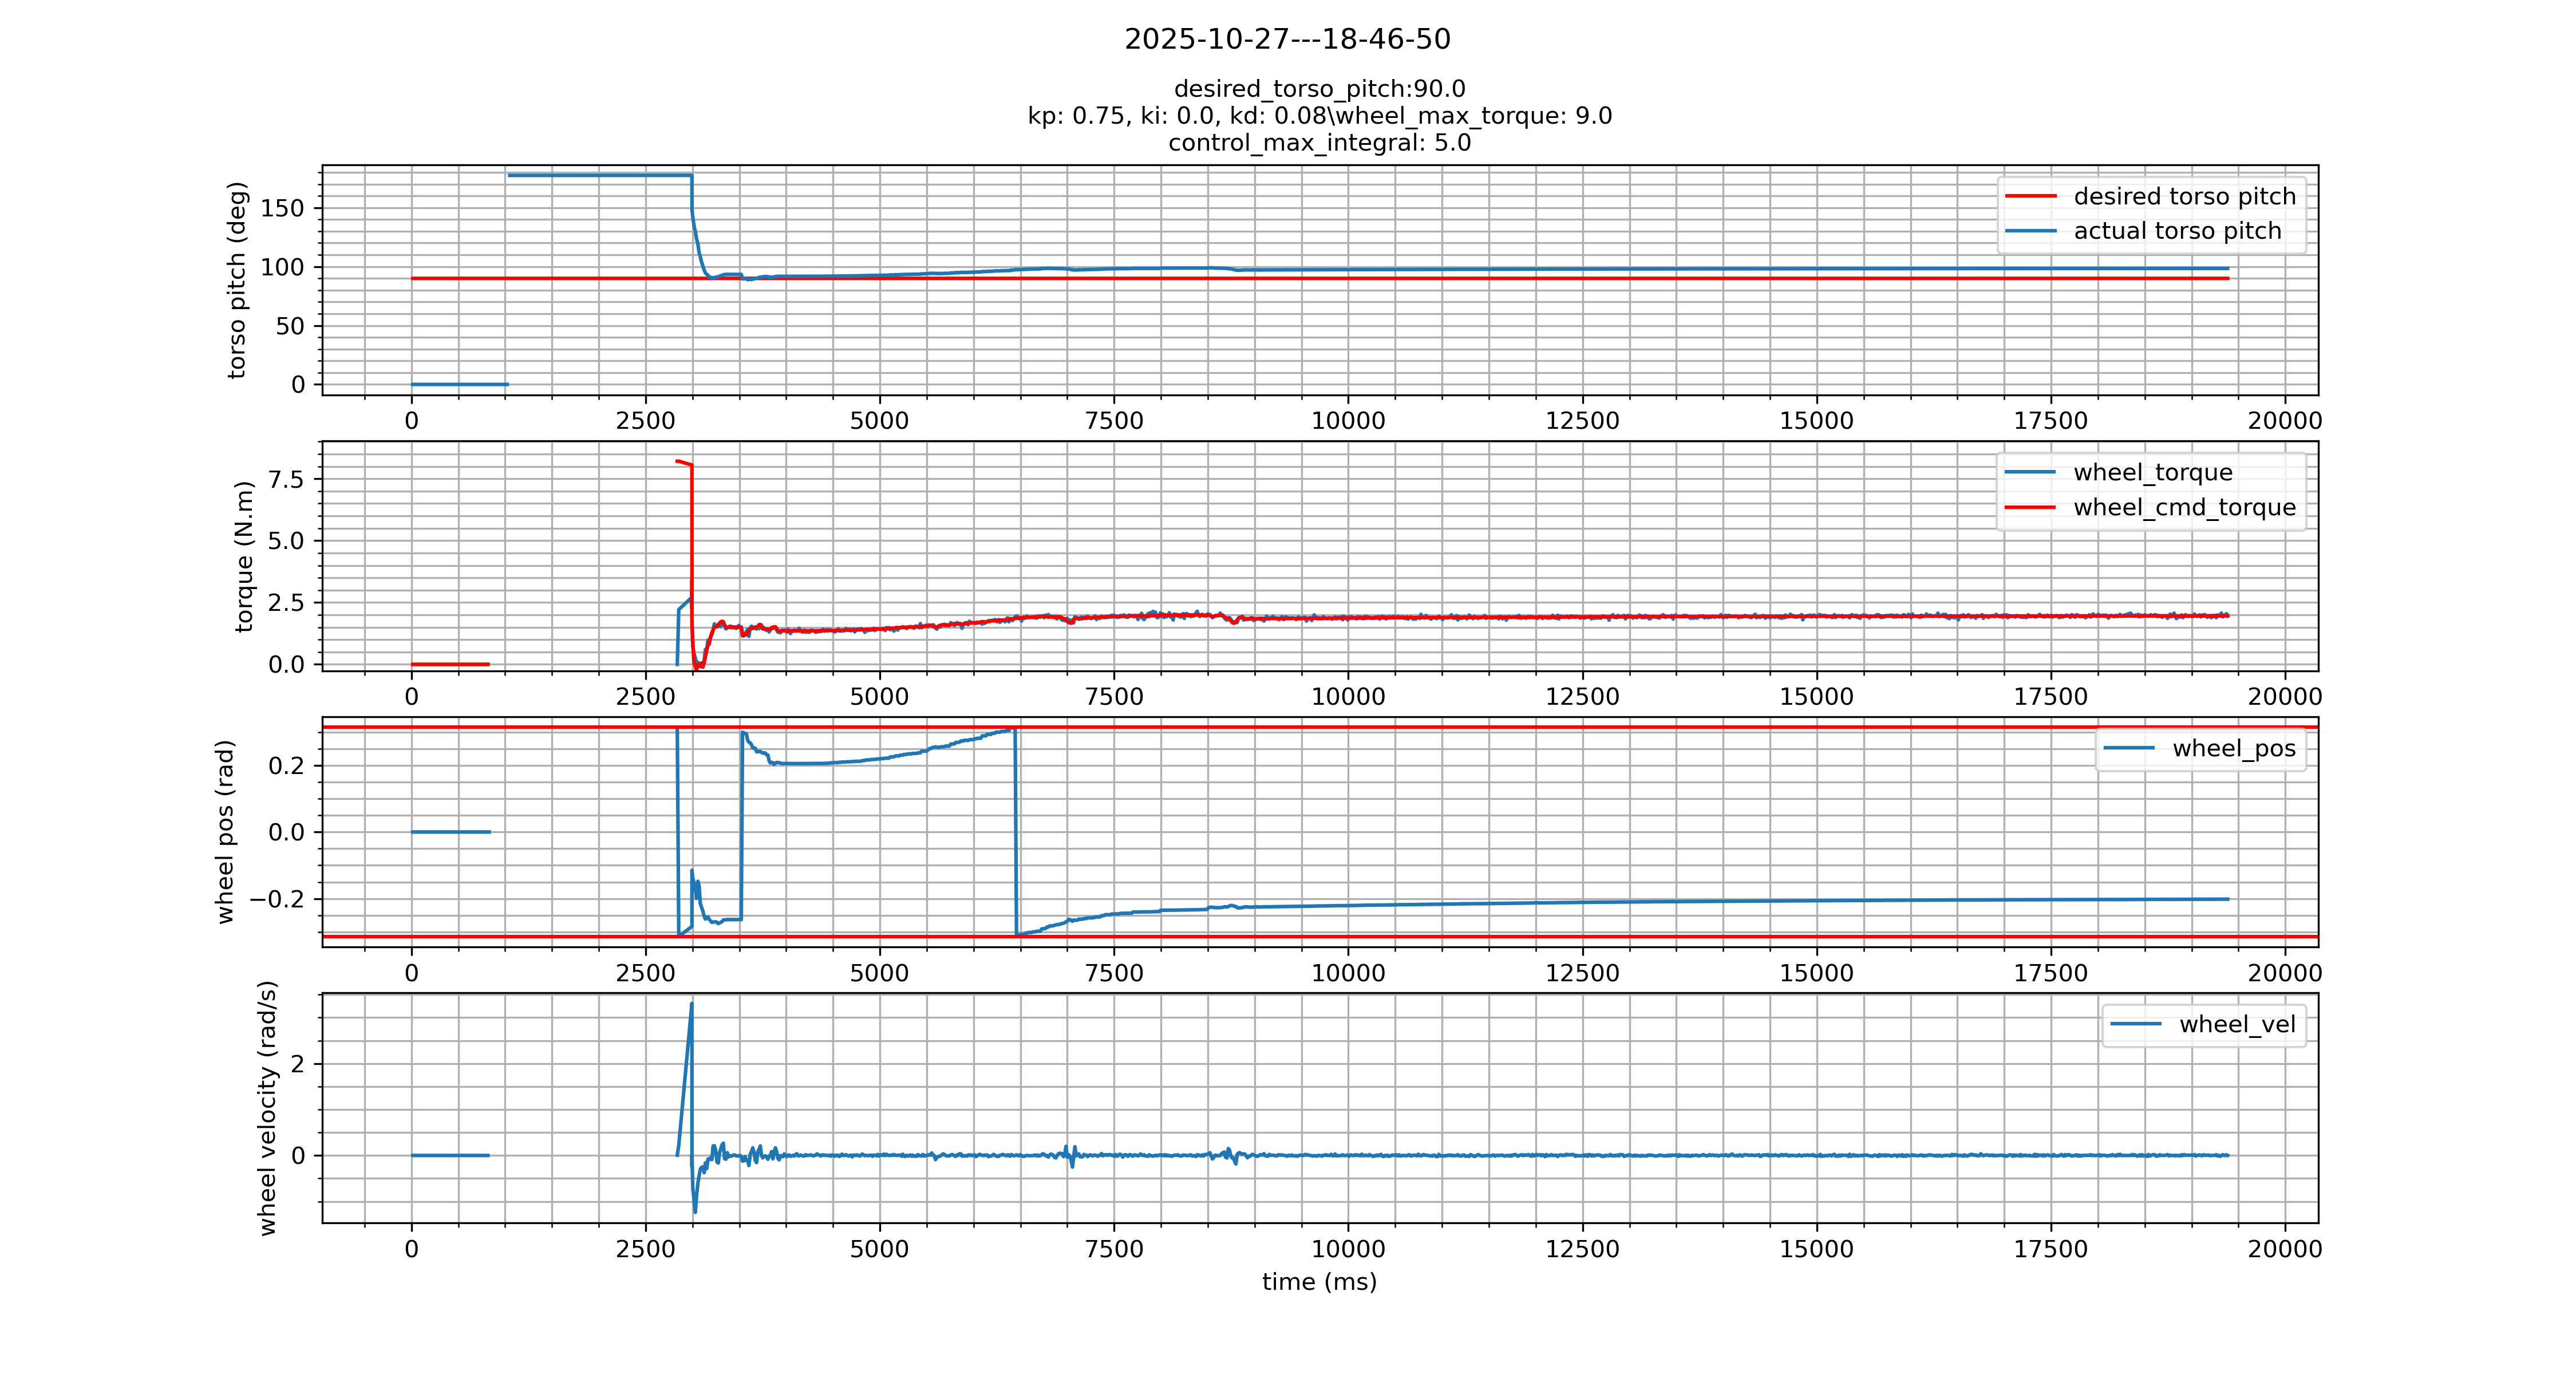 2025-10-27---18-46-50
desired_torso_pitch:90.0
kp: 0.75, ki: 0.0, kd: 0.08\wheel_max_torque: 9.0
control_max_integral: 5.0
torso pitch (deg)
150
100
50
0
desired torso pitch
actual torso pitch
0 2500 5000 7500 10000 12500 15000 17500 20000
torque (N.m)
7.5
5.0
2.5
0.0
wheel_torque
wheel_cmd_torque
0 2500 5000 7500 10000 12500 15000 17500 20000
wheel pos (rad)
0.2
0.0
−0.2
wheel_pos
0 2500 5000 7500 10000 12500 15000 17500 20000
wheel velocity (rad/s)
2
0
wheel_vel
0 2500 5000 7500 10000 12500 15000 17500 20000
time (ms)